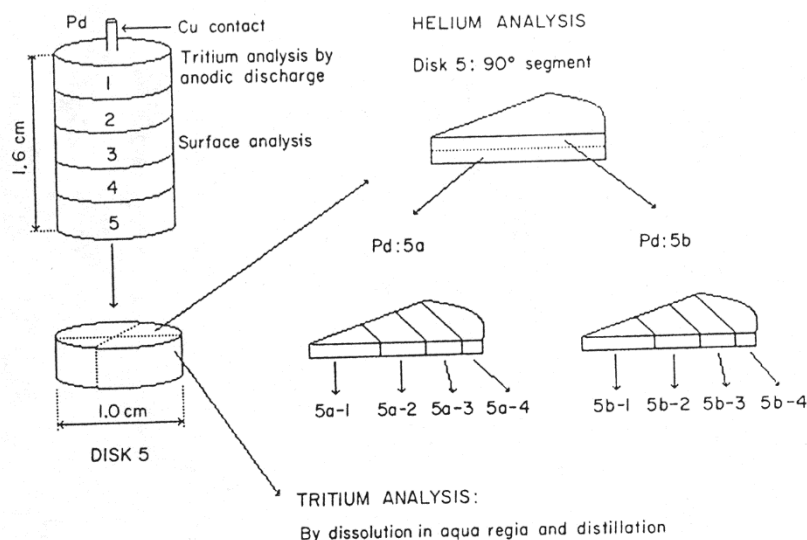 Pd
Cu contact
Tritium analysis by
anodic discharge
1
2
3
Surface analysis
4
5
1,6 cm
1.0 cm
DISK 5
HELIUM ANALYSIS
Disk 5: 90° segment
Pd:5a
Pd:5b
5a-1 5a-2 5a-3 5a-4
5b-1 5b-2 5b-3 5b-4
TRITIUM ANALYSIS:
By dissolution in aqua regia and distillation